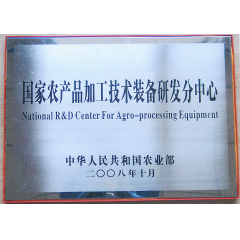 国家农产品加工技术装备研发分中心
National R&D Center For Agro-processing Equipment
中华人民共和国农业部
二〇〇八年十月